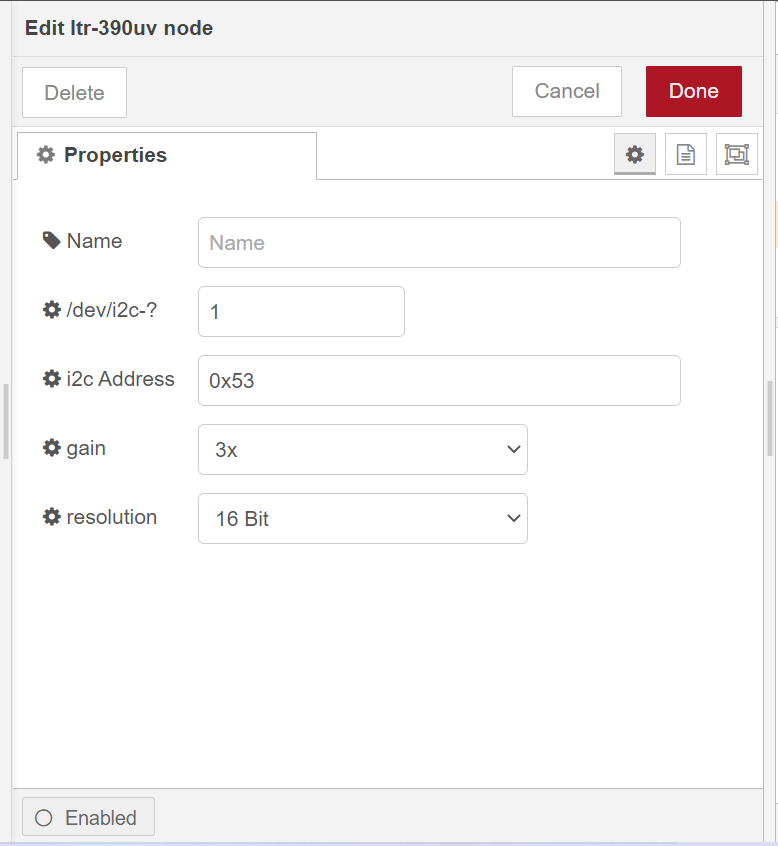 Edit ltr-390uv node
Delete
Cancel
Done
Properties
Name
Name
/dev/i2c-?
1
i2c Address
0x53
gain
3x
resolution
16 Bit
Enabled